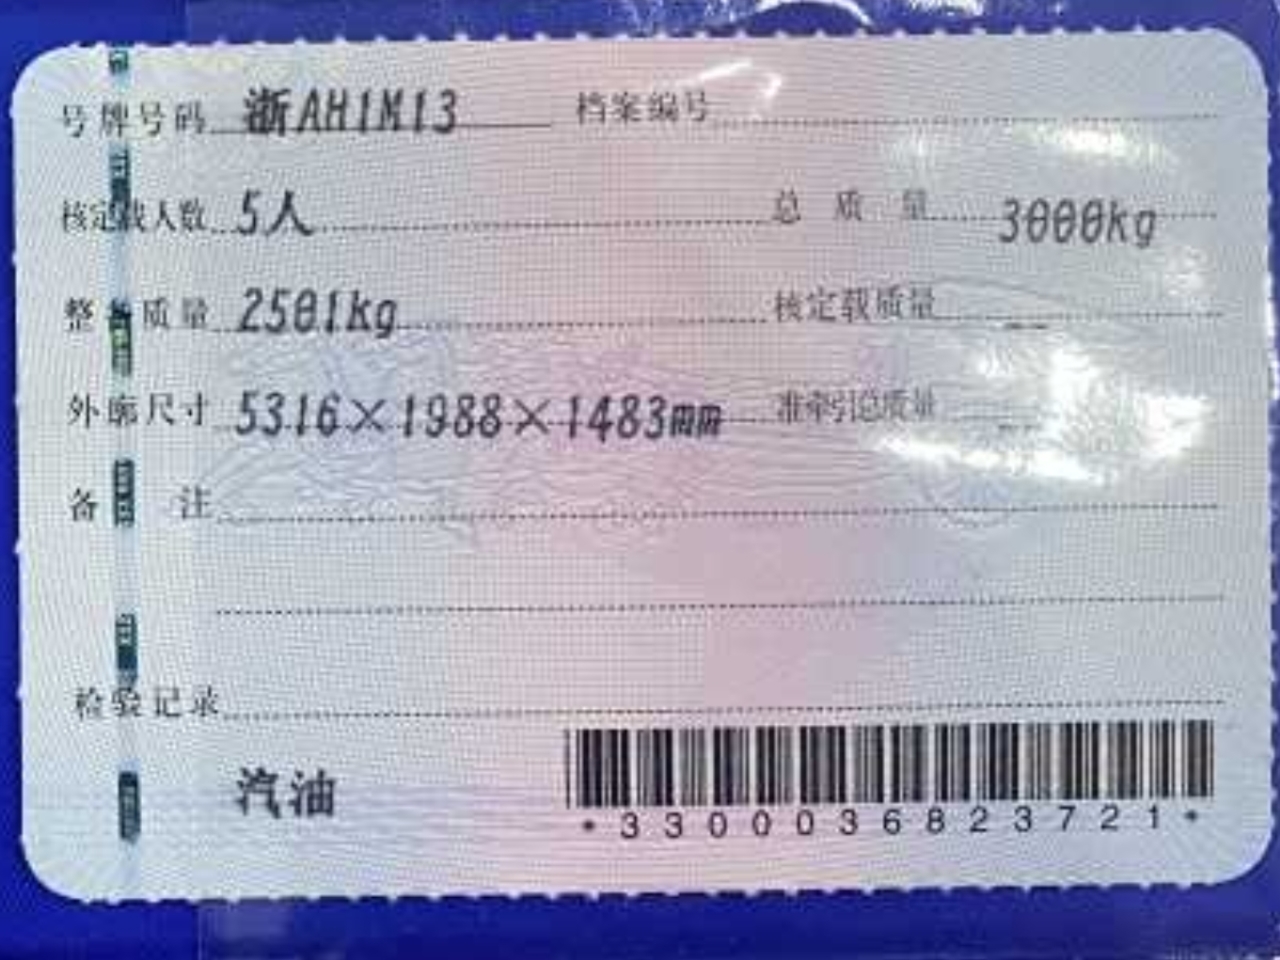 号牌号码 浙AH1M13 档案编号
核定载人数 5人 总质量 3000kg
整备质量 2501kg 核定载质量 --
外廓尺寸 5316×1988×1483mm 准牵引总质量 --
备注
检验记录
汽油
*3300036823721*